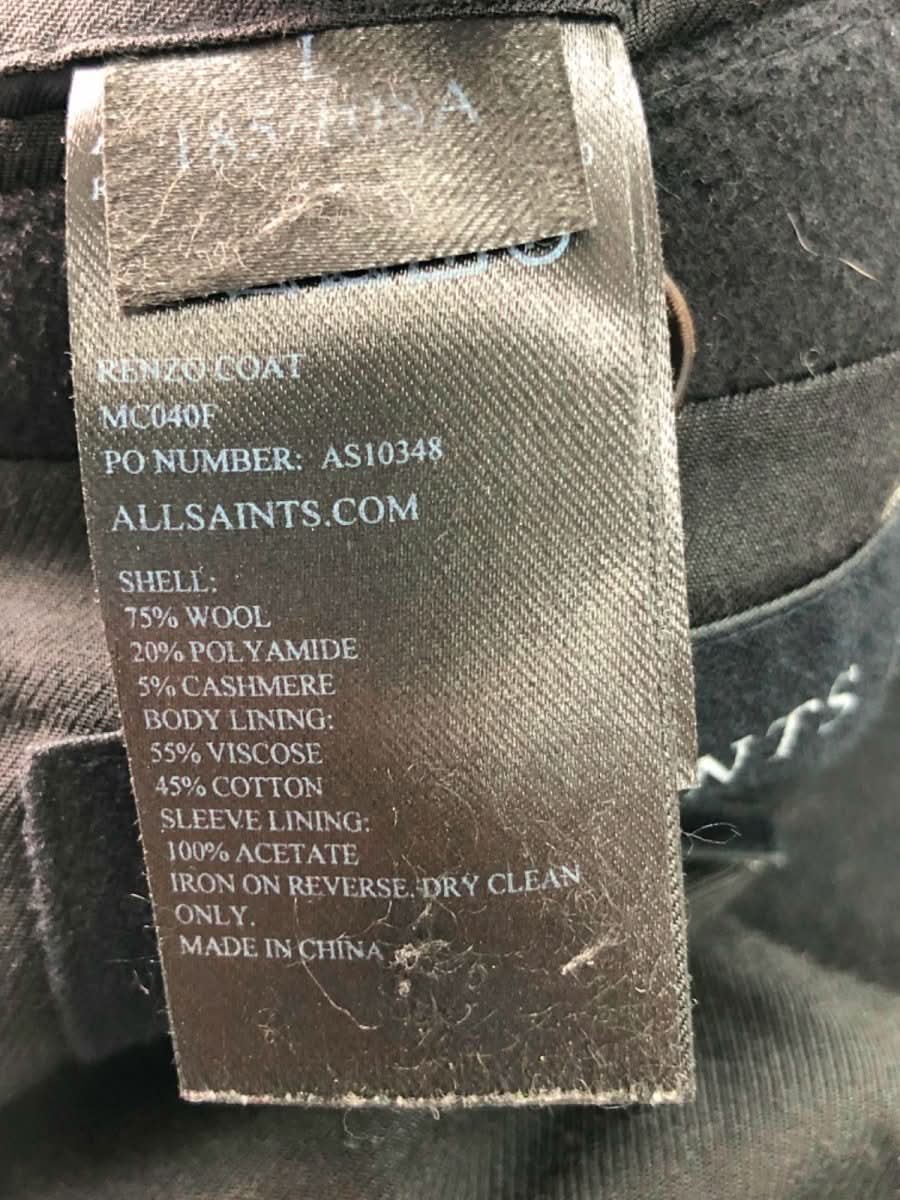 L
RENZO COAT
MC040F
PO NUMBER: AS10348
ALLSAINTS.COM
SHELL:
75% WOOL
20% POLYAMIDE
5% CASHMERE
BODY LINING:
55% VISCOSE
45% COTTON
SLEEVE LINING:
100% ACETATE
IRON ON REVERSE. DRY CLEAN
ONLY.
MADE IN CHINA
NTS